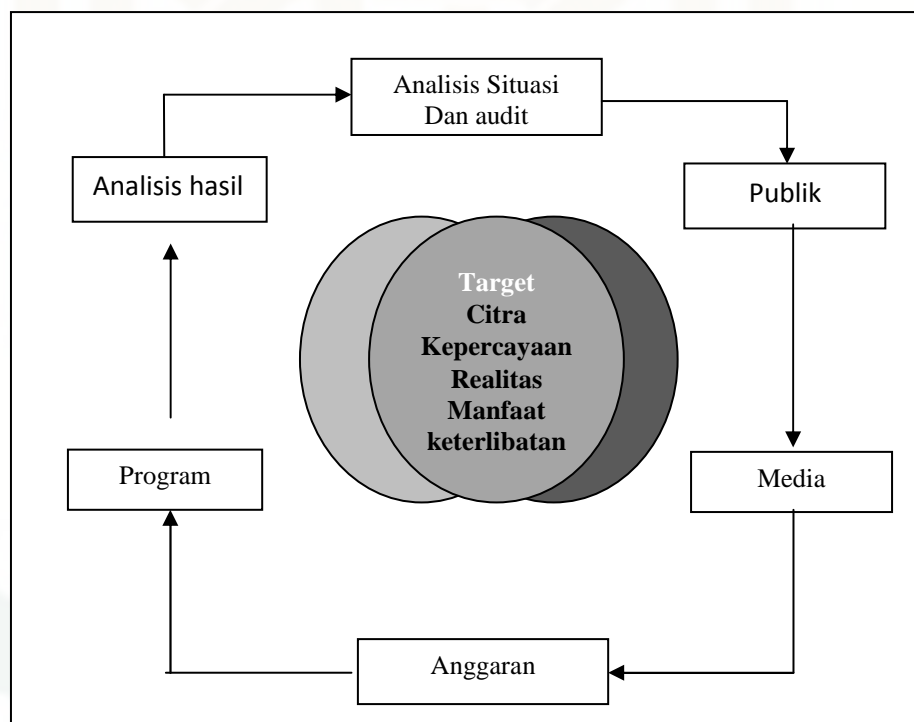 Analisis Situasi
Dan audit
Analisis hasil
Publik
Target
Citra
Kepercayaan
Realitas
Manfaat
keterlibatan
Program
Media
Anggaran